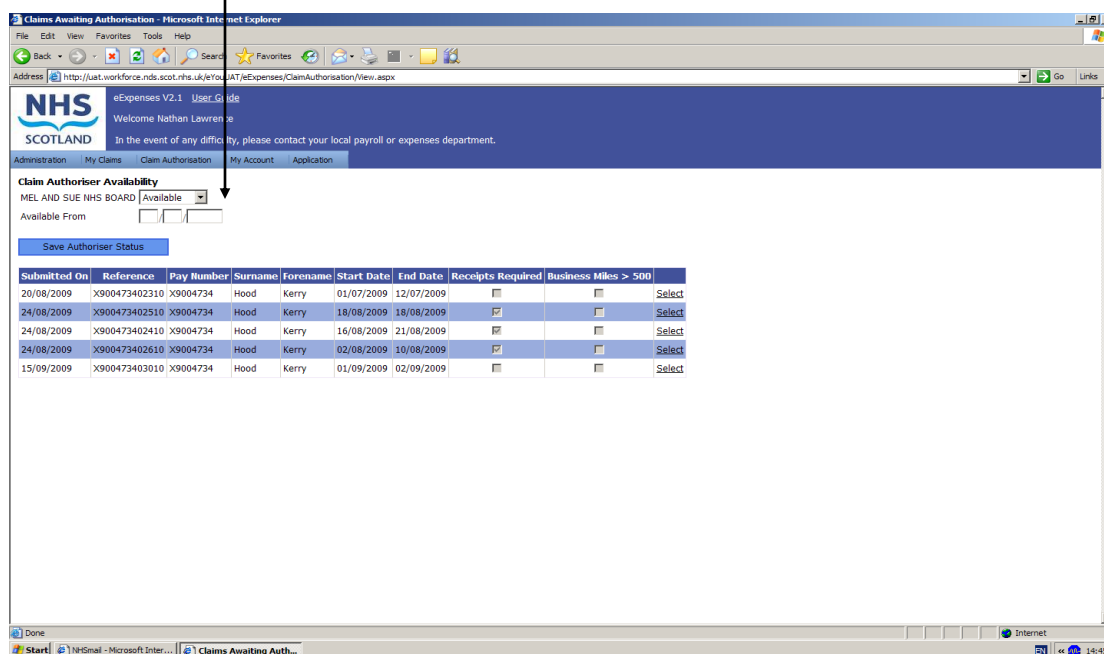 Claims Awaiting Authorisation - Microsoft Internet Explorer
File Edit View Favorites Tools Help
Back Search Favorites
Address http://uat.workforce.nds.scot.nhs.uk/eYouUAT/eExpenses/ClaimAuthorisation/View.aspx Go Links
NHS SCOTLAND
eExpenses V2.1 User Guide
Welcome Nathan Lawrence
In the event of any difficulty, please contact your local payroll or expenses department.
Administration My Claims Claim Authorisation My Account Application
Claim Authoriser Availability
MEL AND SUE NHS BOARD Available
Available From / /
Save Authoriser Status
Submitted On Reference Pay Number Surname Forename Start Date End Date Receipts Required Business Miles > 500
20/08/2009 X900473402310 X9004734 Hood Kerry 01/07/2009 12/07/2009 Select
24/08/2009 X900473402510 X9004734 Hood Kerry 18/08/2009 18/08/2009 Select
24/08/2009 X900473402410 X9004734 Hood Kerry 16/08/2009 21/08/2009 Select
24/08/2009 X900473402610 X9004734 Hood Kerry 02/08/2009 10/08/2009 Select
15/09/2009 X900473403010 X9004734 Hood Kerry 01/09/2009 02/09/2009 Select
Done Internet
Start NHSmail - Microsoft Inter... Claims Awaiting Auth... EN « 14:45